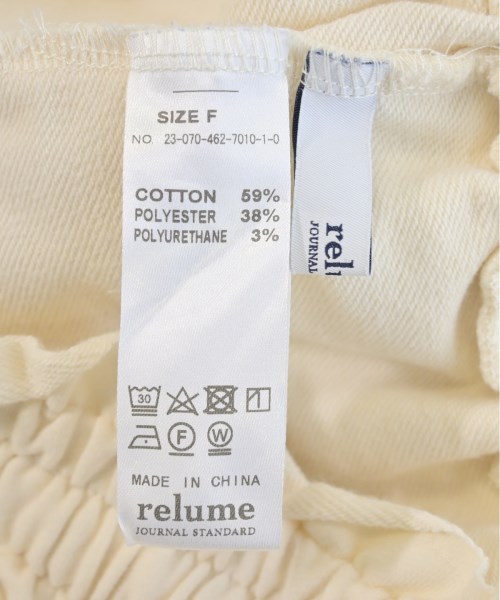 SIZE F
NO. 23-070-462-7010-1-0
COTTON 59%
POLYESTER 38%
POLYURETHANE 3%
30
F
W
MADE IN CHINA
relume
JOURNAL STANDARD
relume
JOURNAL